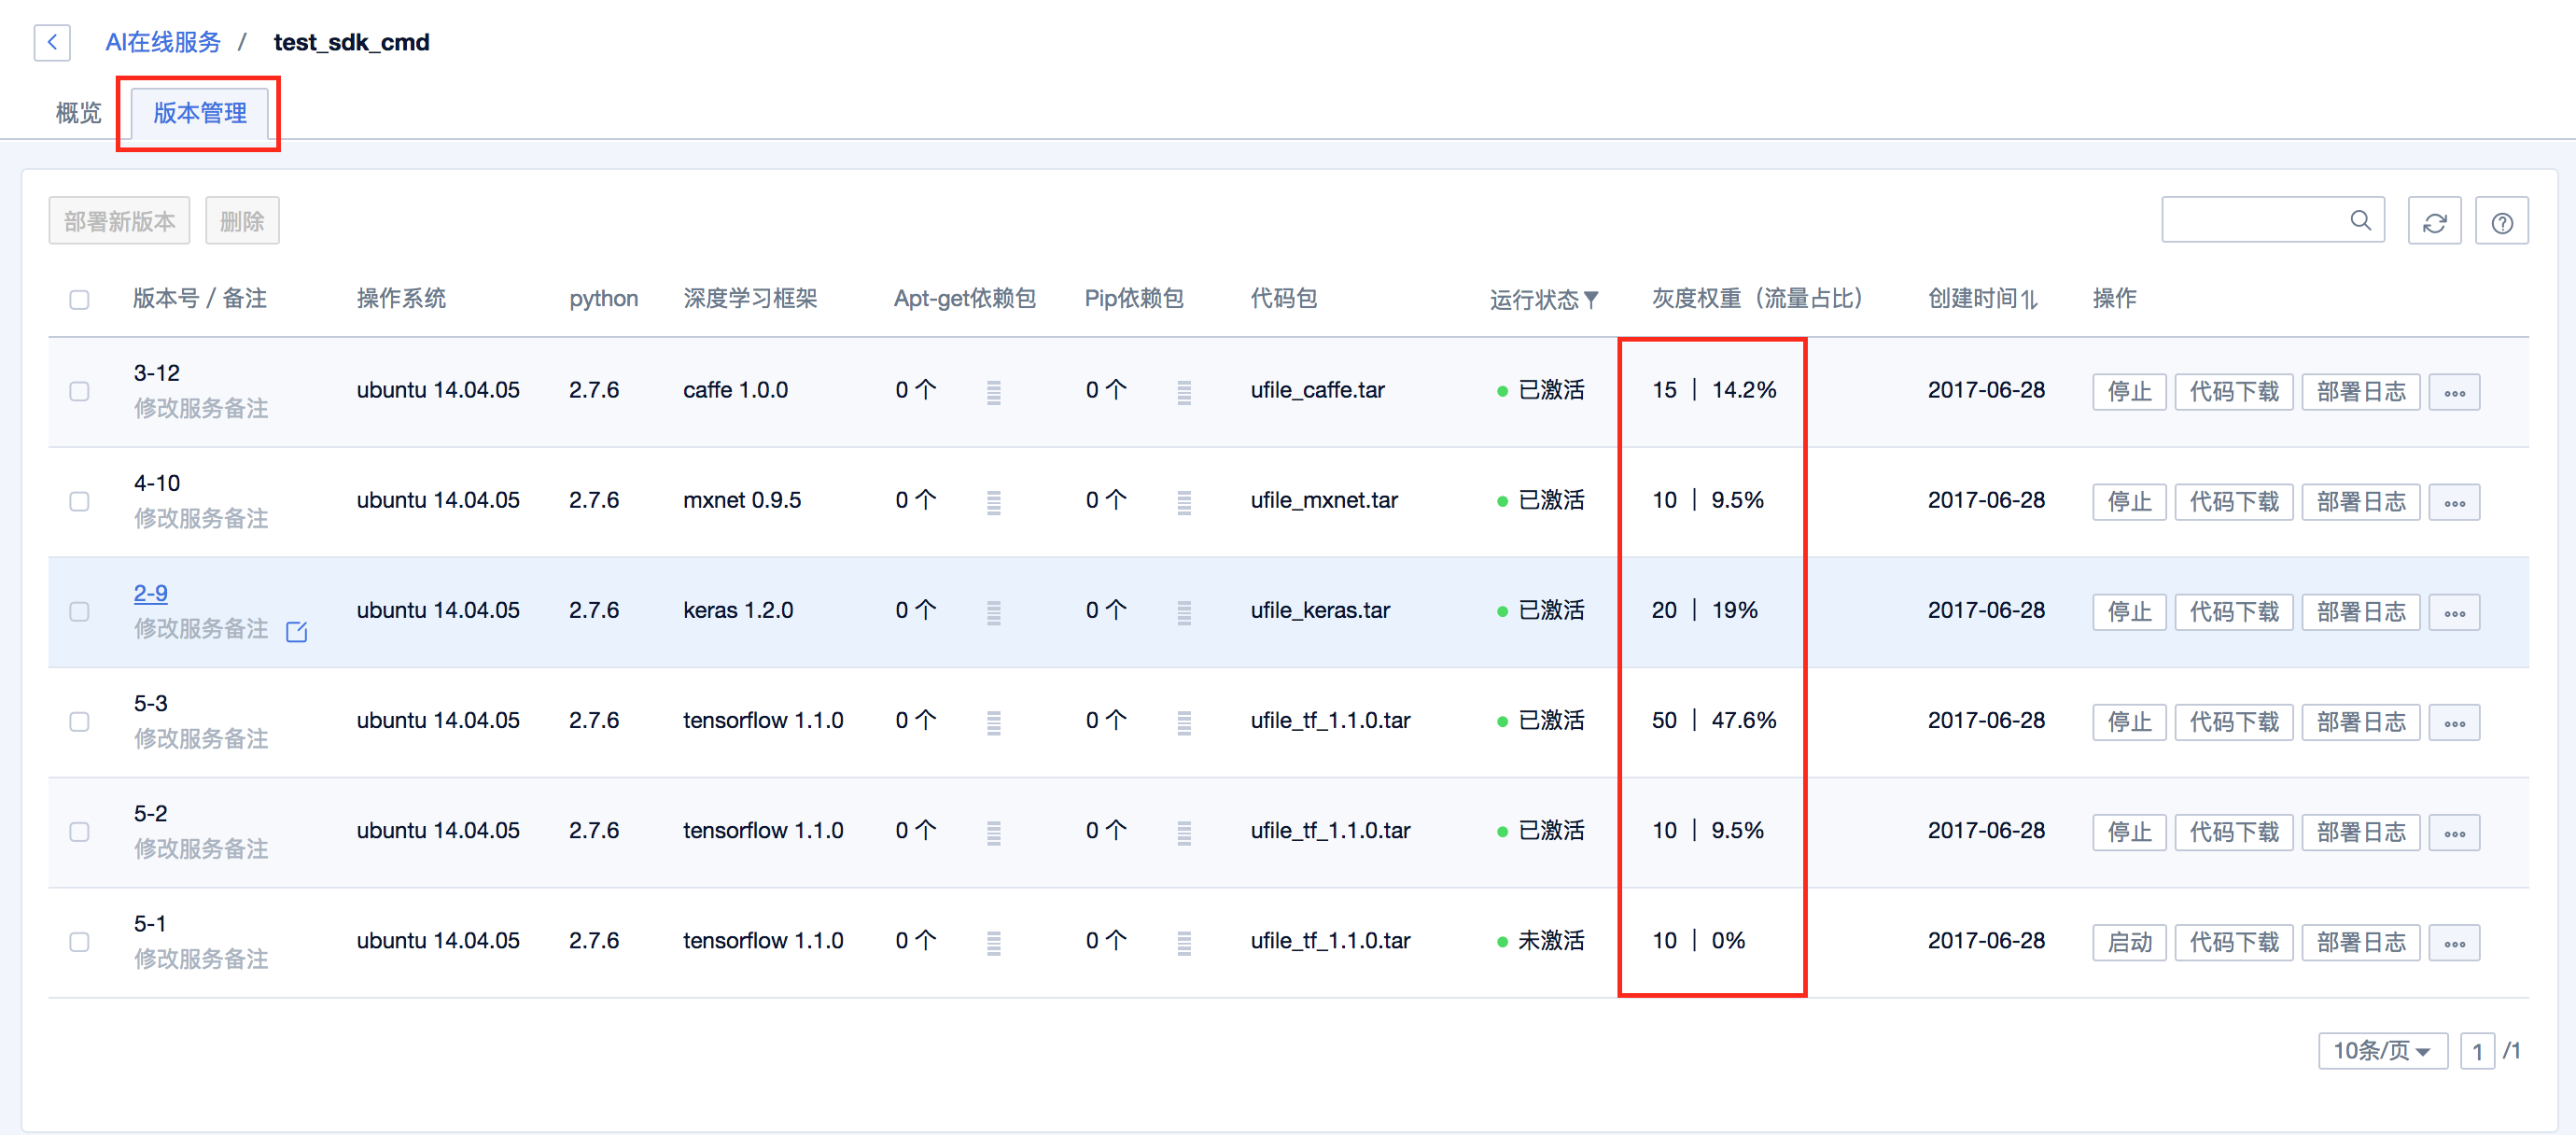 AI在线服务 / test_sdk_cmd
概览 版本管理
部署新版本 删除
版本号 / 备注 操作系统 python 深度学习框架 Apt-get依赖包 Pip依赖包 代码包 运行状态 灰度权重（流量占比） 创建时间 操作
3-12
修改服务备注 ubuntu 14.04.05 2.7.6 caffe 1.0.0 0 个 0 个 ufile_caffe.tar 已激活 15 | 14.2% 2017-06-28 停止 代码下载 部署日志
4-10
修改服务备注 ubuntu 14.04.05 2.7.6 mxnet 0.9.5 0 个 0 个 ufile_mxnet.tar 已激活 10 | 9.5% 2017-06-28 停止 代码下载 部署日志
2-9
修改服务备注 ubuntu 14.04.05 2.7.6 keras 1.2.0 0 个 0 个 ufile_keras.tar 已激活 20 | 19% 2017-06-28 停止 代码下载 部署日志
5-3
修改服务备注 ubuntu 14.04.05 2.7.6 tensorflow 1.1.0 0 个 0 个 ufile_tf_1.1.0.tar 已激活 50 | 47.6% 2017-06-28 停止 代码下载 部署日志
5-2
修改服务备注 ubuntu 14.04.05 2.7.6 tensorflow 1.1.0 0 个 0 个 ufile_tf_1.1.0.tar 已激活 10 | 9.5% 2017-06-28 停止 代码下载 部署日志
5-1
修改服务备注 ubuntu 14.04.05 2.7.6 tensorflow 1.1.0 0 个 0 个 ufile_tf_1.1.0.tar 未激活 10 | 0% 2017-06-28 启动 代码下载 部署日志
10条/页 1 /1